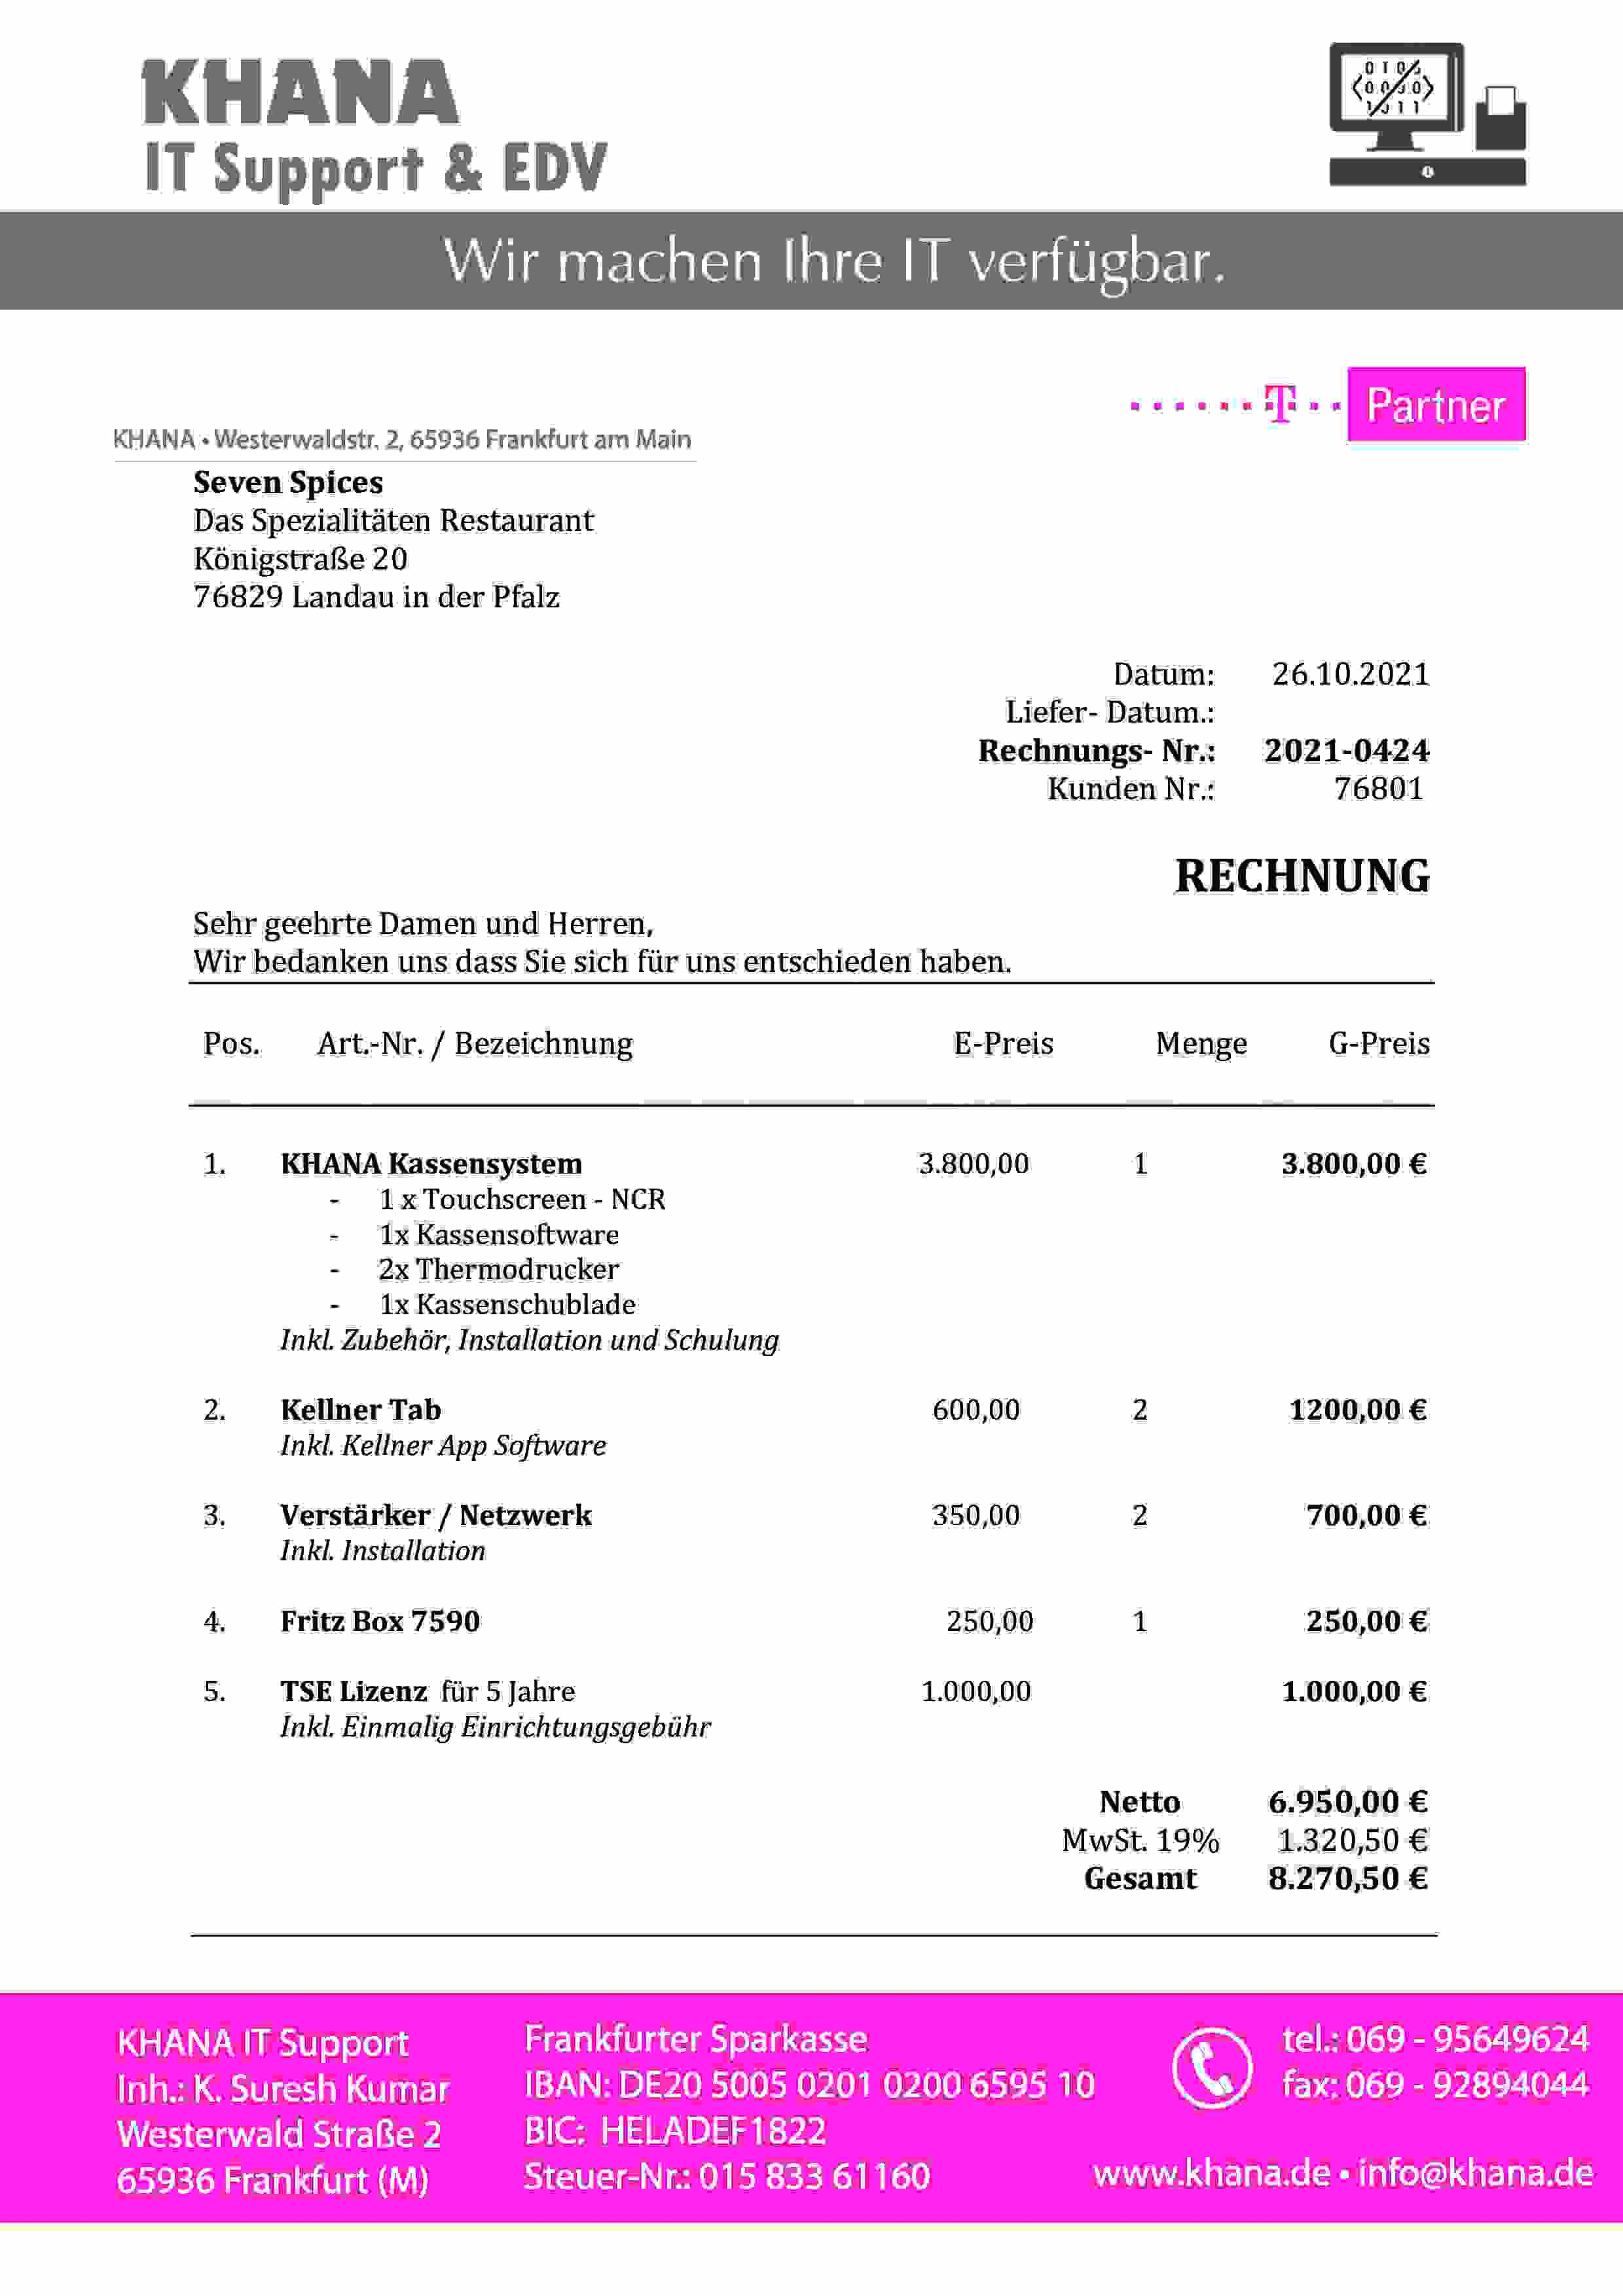 KHANA
IT Support & EDV
Wir machen Ihre IT verfügbar.
T Partner
KHANA • Westerwaldstr. 2, 65936 Frankfurt am Main
Seven Spices
Das Spezialitäten Restaurant
Königstraße 20
76829 Landau in der Pfalz
Datum: 26.10.2021
Liefer- Datum.:
Rechnungs- Nr.: 2021-0424
Kunden Nr.: 76801
RECHNUNG
Sehr geehrte Damen und Herren,
Wir bedanken uns dass Sie sich für uns entschieden haben.
Pos. Art.-Nr. / Bezeichnung E-Preis Menge G-Preis
1. KHANA Kassensystem 3.800,00 1 3.800,00 €
- 1 x Touchscreen - NCR
- 1x Kassensoftware
- 2x Thermodrucker
- 1x Kassenschublade
Inkl. Zubehör, Installation und Schulung
2. Kellner Tab 600,00 2 1200,00 €
Inkl. Kellner App Software
3. Verstärker / Netzwerk 350,00 2 700,00 €
Inkl. Installation
4. Fritz Box 7590 250,00 1 250,00 €
5. TSE Lizenz für 5 Jahre 1.000,00 1.000,00 €
Inkl. Einmalig Einrichtungsgebühr
Netto 6.950,00 €
MwSt. 19% 1.320,50 €
Gesamt 8.270,50 €
KHANA IT Support
Inh.: K. Suresh Kumar
Westerwald Straße 2
65936 Frankfurt (M)
Frankfurter Sparkasse
IBAN: DE20 5005 0201 0200 6595 10
BIC: HELADEF1822
Steuer-Nr.: 015 833 61160
tel.: 069 - 95649624
fax: 069 - 92894044
www.khana.de • info@khana.de